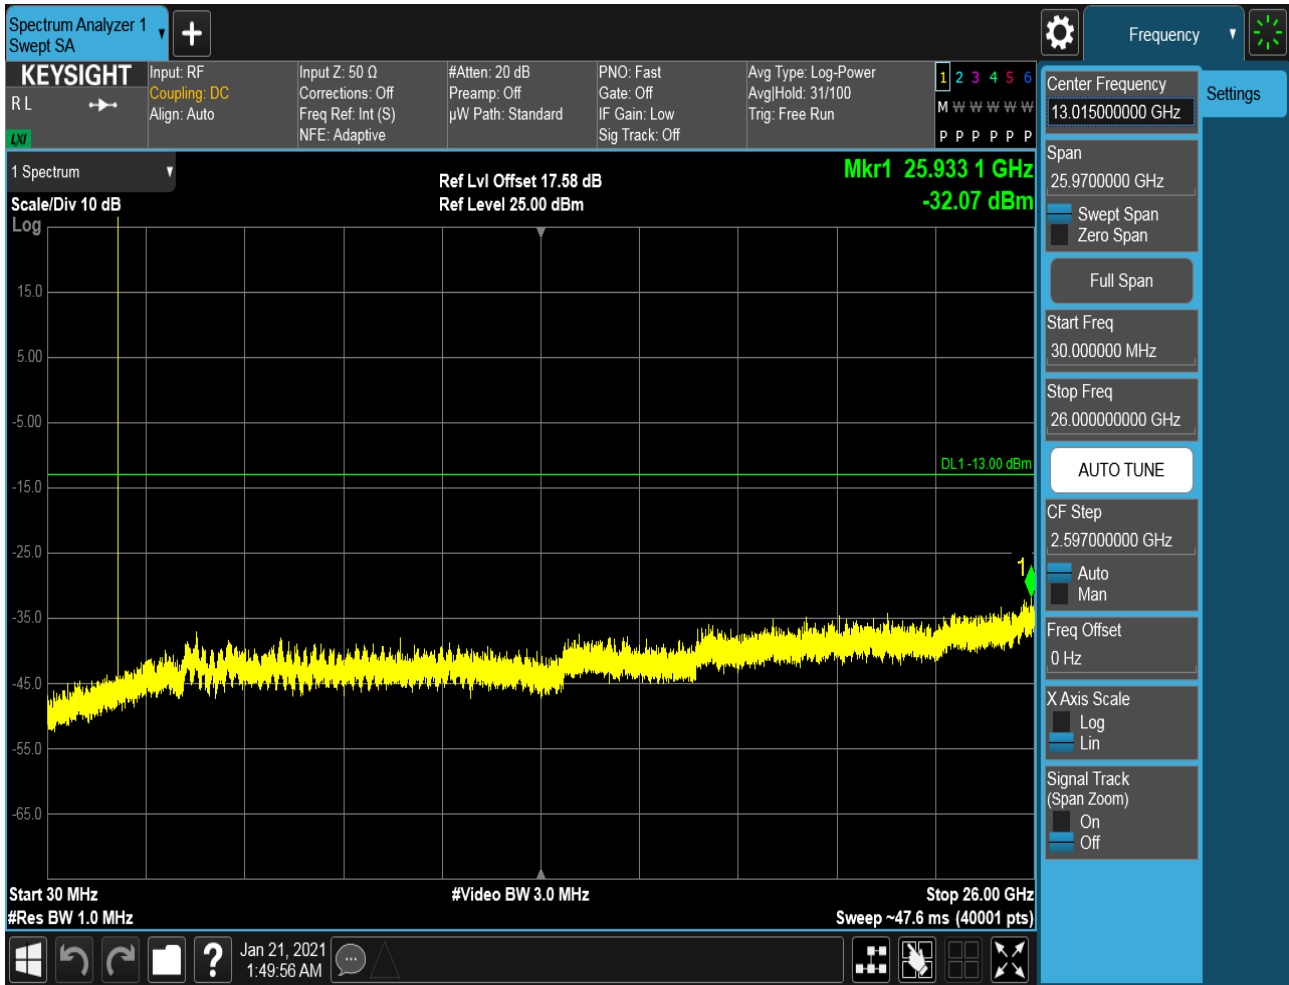 Spectrum Analyzer 1
Swept SA
Frequency
KEYSIGHT
R L
LXI
Input: RF
Coupling: DC
Align: Auto
Input Z: 50 Ω
Corrections: Off
Freq Ref: Int (S)
NFE: Adaptive
#Atten: 20 dB
Preamp: Off
µW Path: Standard
PNO: Fast
Gate: Off
IF Gain: Low
Sig Track: Off
Avg Type: Log-Power
Avg|Hold: 31/100
Trig: Free Run
1 2 3 4 5 6
M W W W W W
P P P P P P
1 Spectrum
Scale/Div 10 dB
Log
Ref Lvl Offset 17.58 dB
Ref Level 25.00 dBm
Mkr1 25.933 1 GHz
-32.07 dBm
15.0
5.00
-5.00
DL1 -13.00 dBm
-15.0
-25.0
1
-35.0
-45.0
-55.0
-65.0
Start 30 MHz
#Video BW 3.0 MHz
Stop 26.00 GHz
#Res BW 1.0 MHz
Sweep ~47.6 ms (40001 pts)
Jan 21, 2021
1:49:56 AM
Center Frequency
13.015000000 GHz
Settings
Span
25.9700000 GHz
Swept Span
Zero Span
Full Span
Start Freq
30.000000 MHz
Stop Freq
26.000000000 GHz
AUTO TUNE
CF Step
2.597000000 GHz
Auto
Man
Freq Offset
0 Hz
X Axis Scale
Log
Lin
Signal Track
(Span Zoom)
On
Off